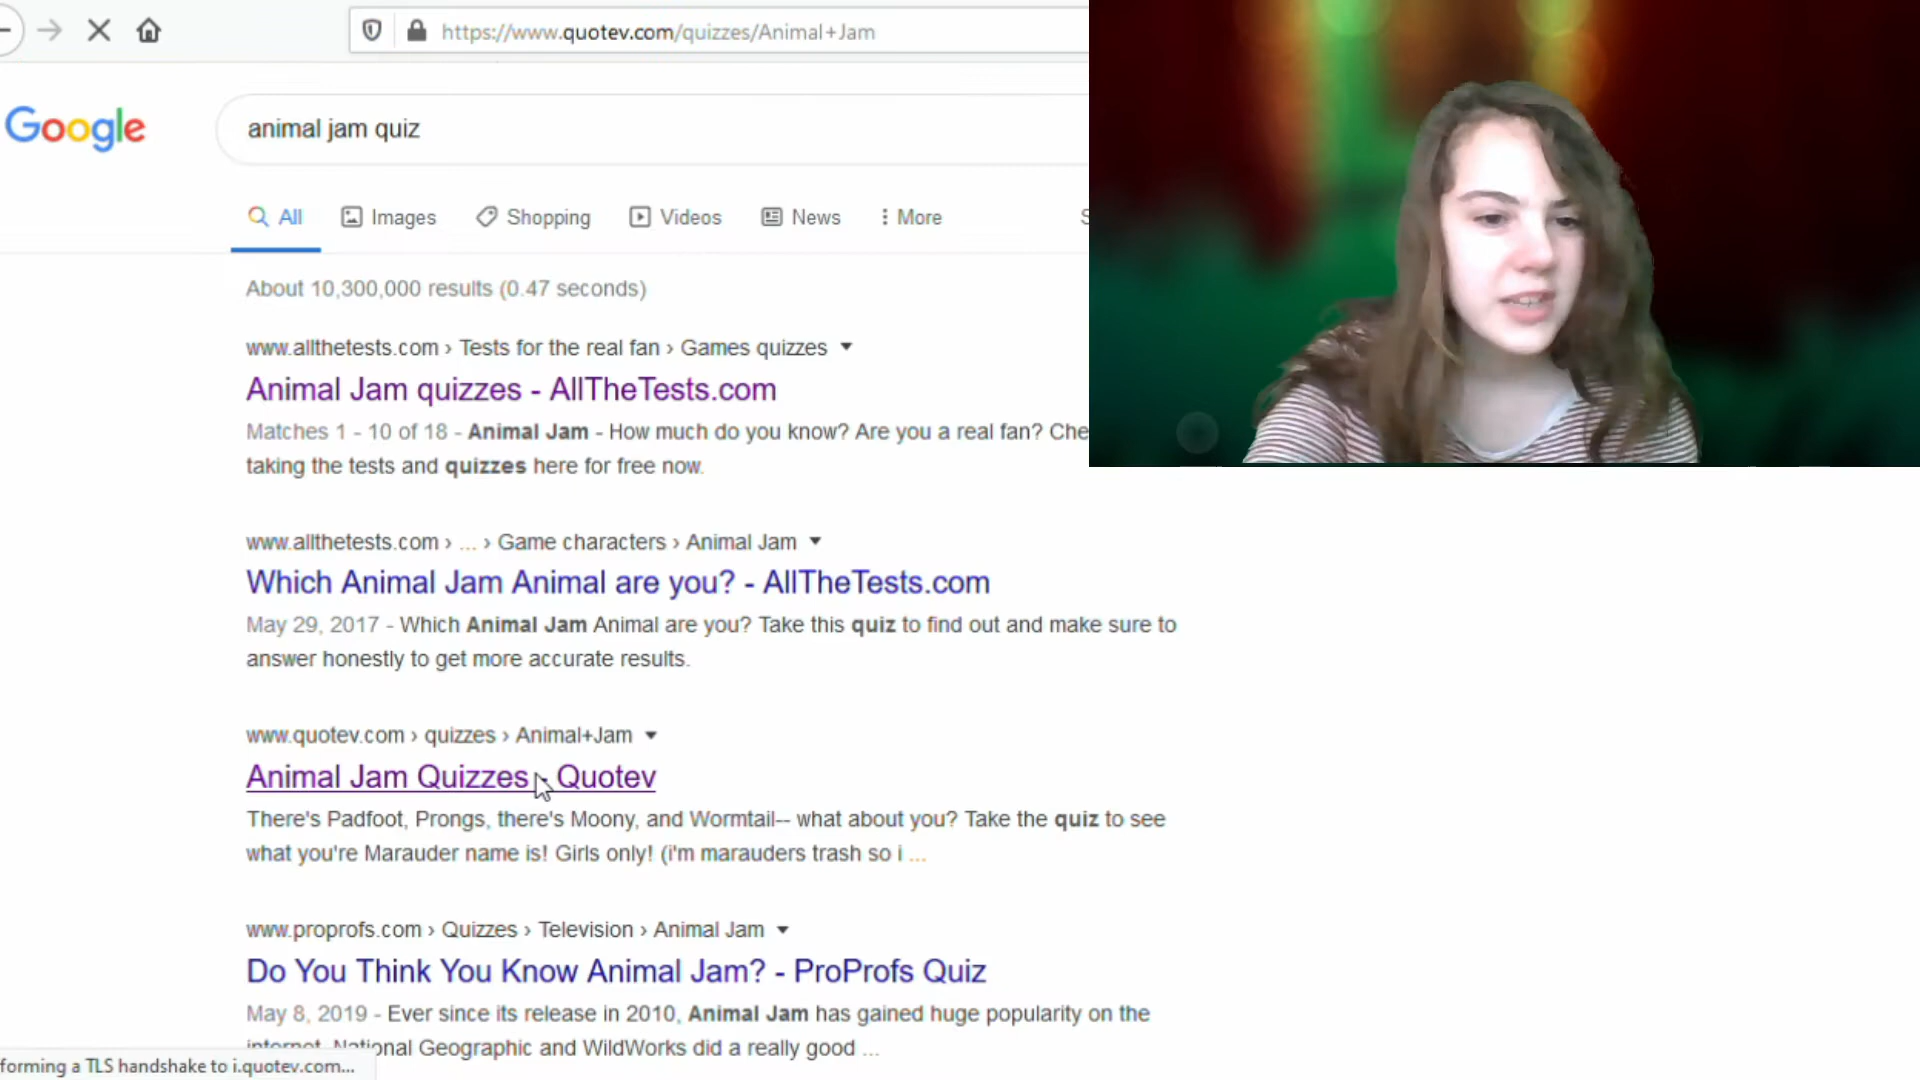 https://www.quotev.com/quizzes/Animal+Jam
Google
animal jam quiz
All Images Shopping Videos News More
About 10,300,000 results (0.47 seconds)
www.allthetests.com › Tests for the real fan › Games quizzes
Animal Jam quizzes - AllTheTests.com
Matches 1 - 10 of 18 - Animal Jam - How much do you know? Are you a real fan? Che
taking the tests and quizzes here for free now.
www.allthetests.com › ... › Game characters › Animal Jam
Which Animal Jam Animal are you? - AllTheTests.com
May 29, 2017 - Which Animal Jam Animal are you? Take this quiz to find out and make sure to
answer honestly to get more accurate results.
www.quotev.com › quizzes › Animal+Jam
Animal Jam Quizzes - Quotev
There's Padfoot, Prongs, there's Moony, and Wormtail-- what about you? Take the quiz to see
what you're Marauder name is! Girls only! (i'm marauders trash so i ...
www.proprofs.com › Quizzes › Television › Animal Jam
Do You Think You Know Animal Jam? - ProProfs Quiz
May 8, 2019 - Ever since its release in 2010, Animal Jam has gained huge popularity on the
internet. National Geographic and WildWorks did a really good ...
forming a TLS handshake to i.quotev.com...